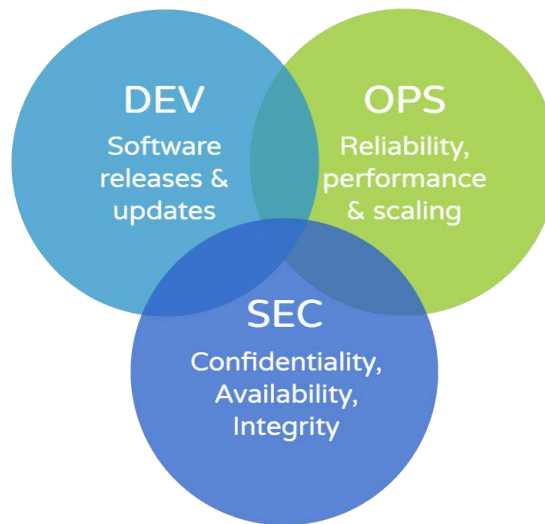 DEV
Software
releases &
updates
OPS
Reliability,
performance
& scaling
SEC
Confidentiality,
Availability,
Integrity